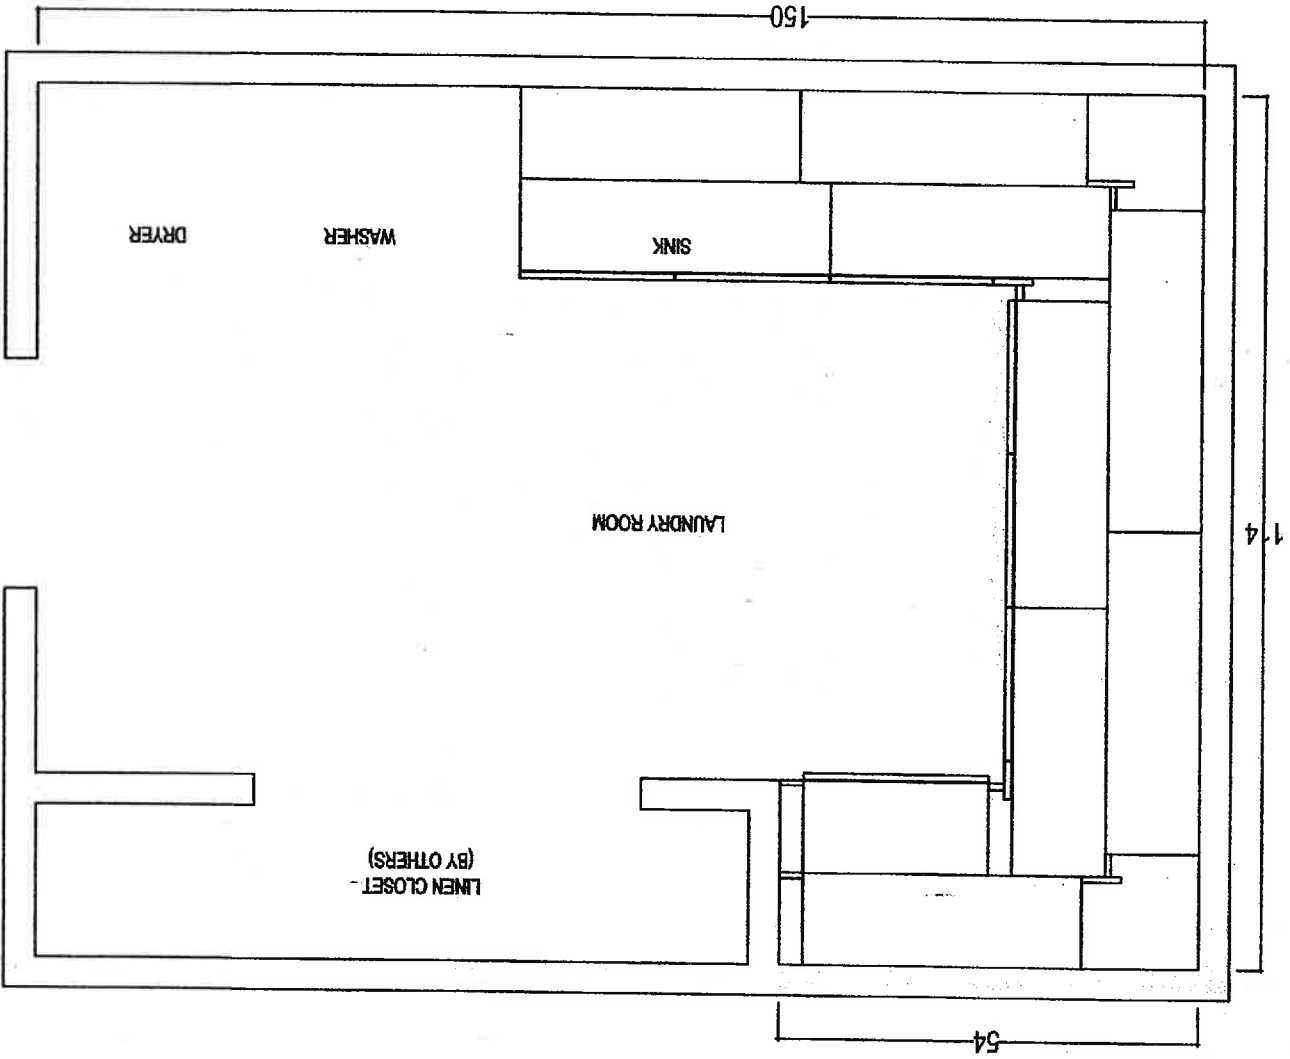 54
LINEN CLOSET
(BY OTHERS)
114
LAUNDRY ROOM
SINK
WASHER
DRYER
150